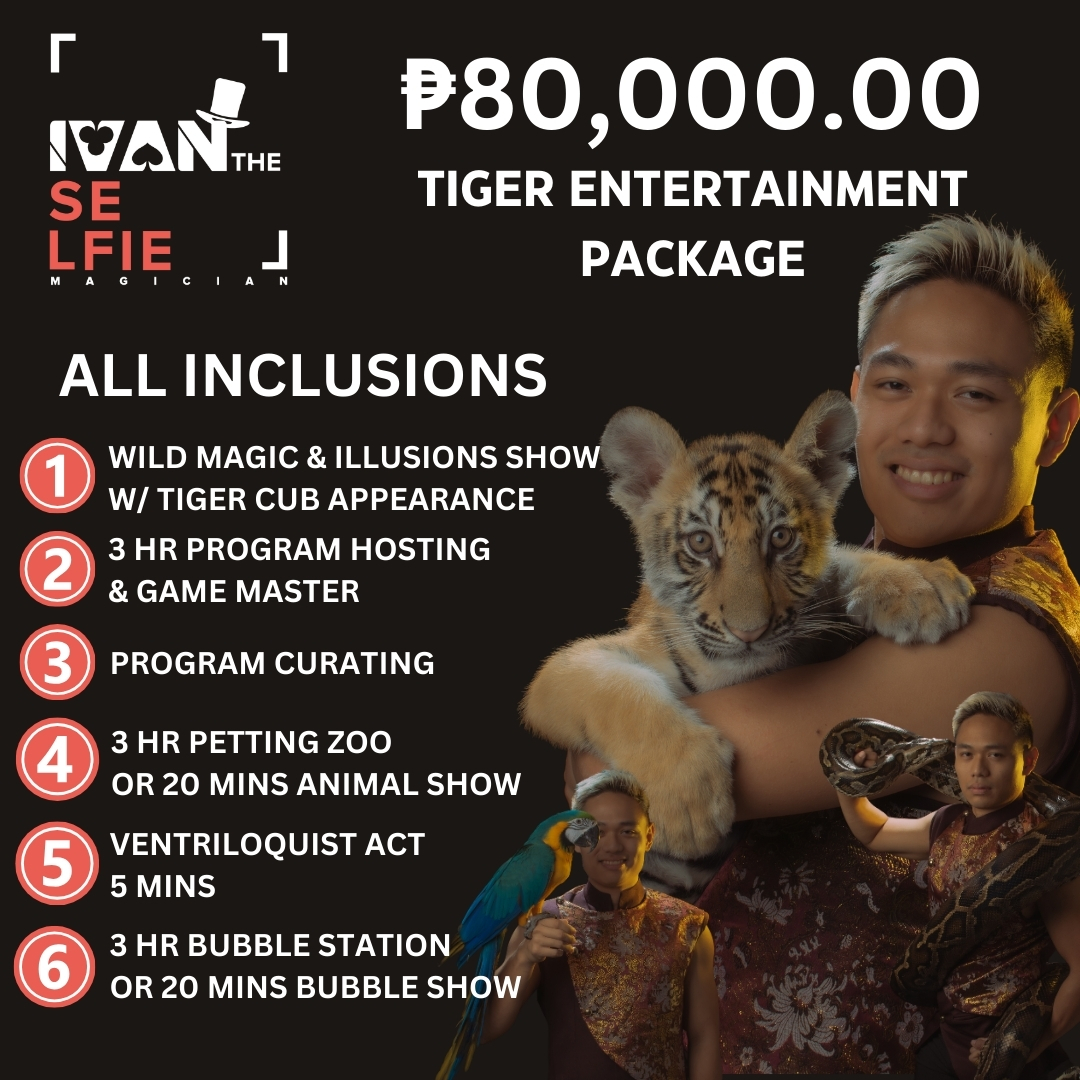 IVAN THE
SE
LFIE
MAGICIAN
₱80,000.00
TIGER ENTERTAINMENT
PACKAGE
ALL INCLUSIONS
1 WILD MAGIC & ILLUSIONS SHOW
W/ TIGER CUB APPEARANCE
2 3 HR PROGRAM HOSTING
& GAME MASTER
3 PROGRAM CURATING
4 3 HR PETTING ZOO
OR 20 MINS ANIMAL SHOW
5 VENTRILOQUIST ACT
5 MINS
6 3 HR BUBBLE STATION
OR 20 MINS BUBBLE SHOW